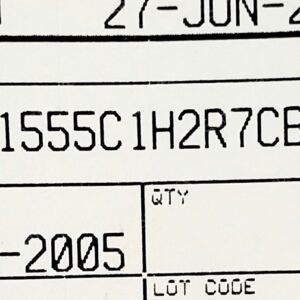 27-JUN-2
1555C1H2R7CB
-2005
QTY
LOT CODE